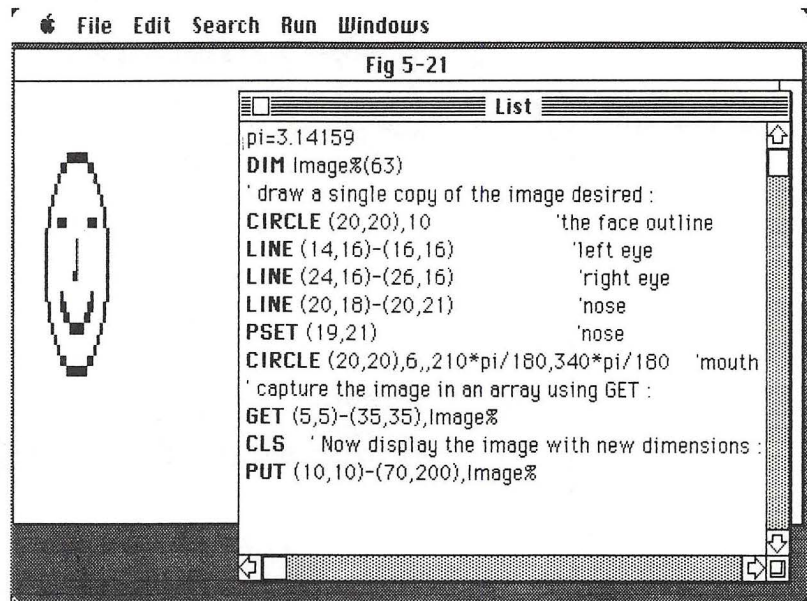 File Edit Search Run Windows
Fig 5-21
List
pi=3.14159
DIM Image%(63)
' draw a single copy of the image desired :
CIRCLE (20,20),10 'the face outline
LINE (14,16)-(16,16) 'left eye
LINE (24,16)-(26,16) 'right eye
LINE (20,18)-(20,21) 'nose
PSET (19,21) 'nose
CIRCLE (20,20),6,,210*pi/180,340*pi/180 'mouth
' capture the image in an array using GET :
GET (5,5)-(35,35),Image%
CLS ' Now display the image with new dimensions :
PUT (10,10)-(70,200),Image%